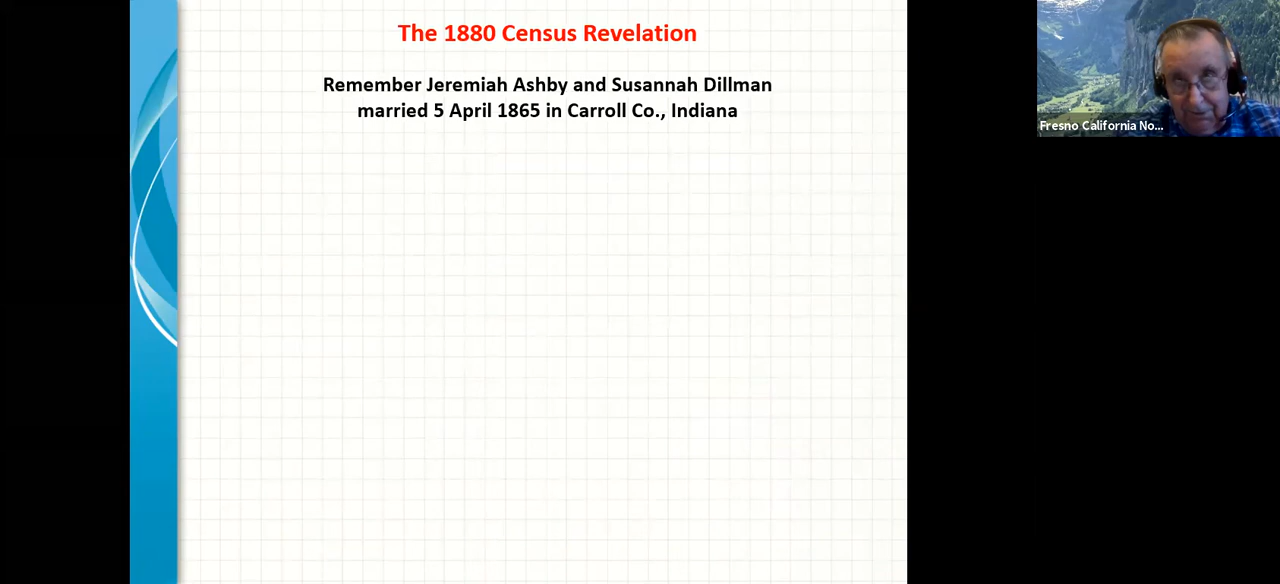 The 1880 Census Revelation
Remember Jeremiah Ashby and Susannah Dillman
married 5 April 1865 in Carroll Co., Indiana
Fresno California No...